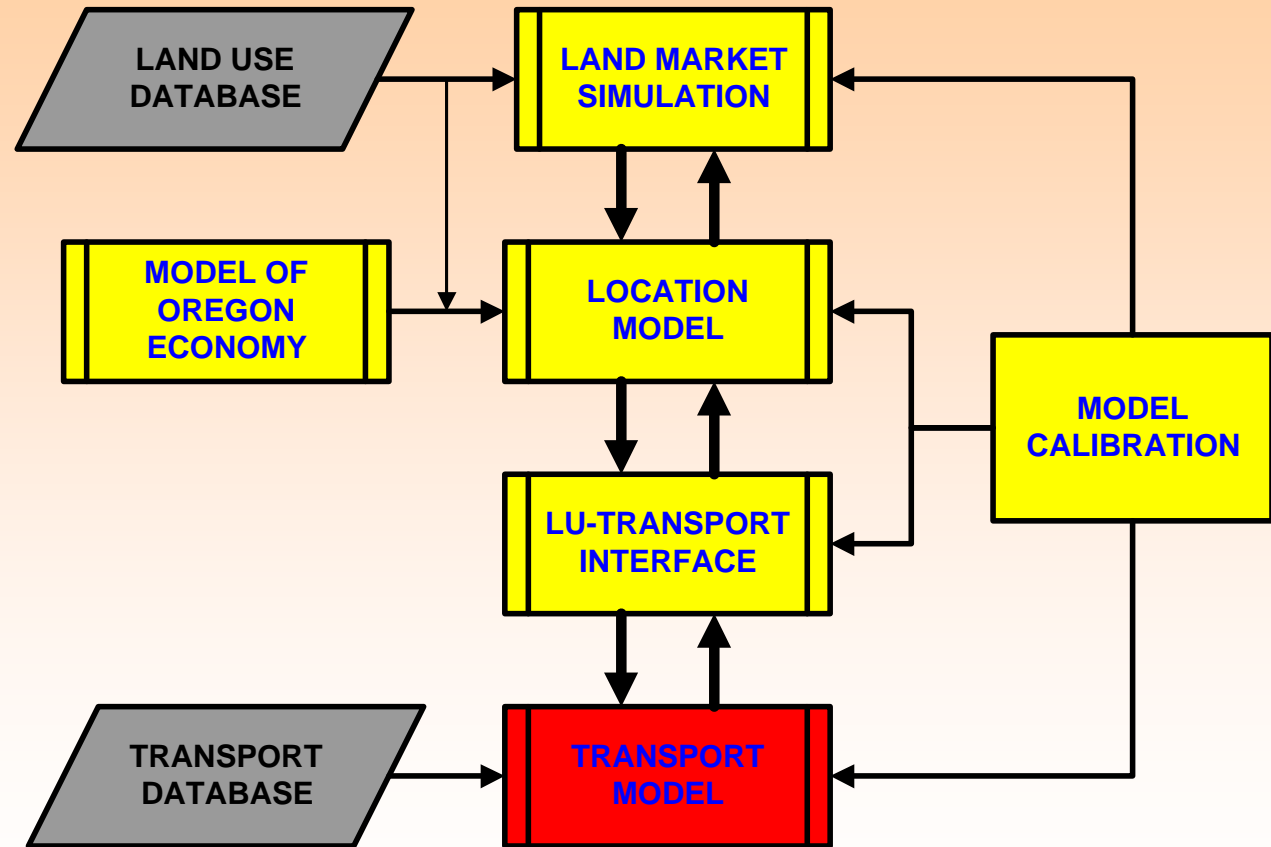 LAND USE
DATABASE
LAND MARKET
SIMULATION
MODEL OF
OREGON
ECONOMY
LOCATION
MODEL
MODEL
CALIBRATION
LU-TRANSPORT
INTERFACE
TRANSPORT
DATABASE
TRANSPORT
MODEL